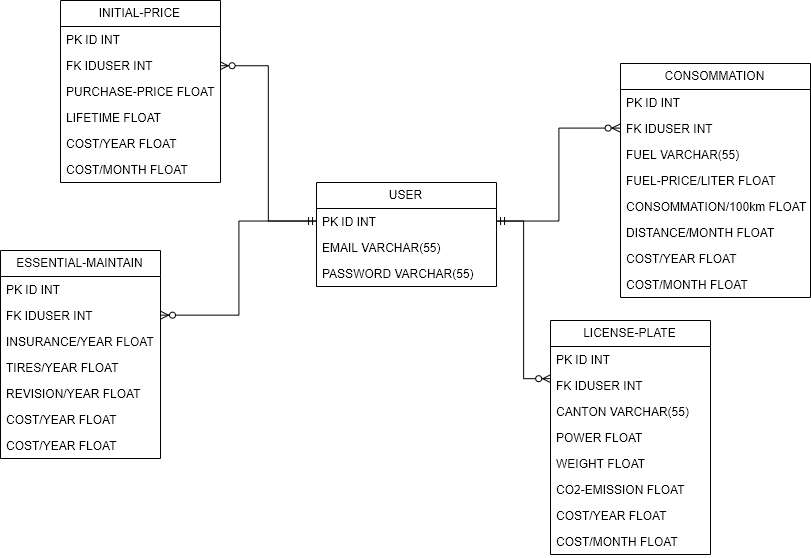 INITIAL-PRICE
PK ID INT
FK IDUSER INT
PURCHASE-PRICE FLOAT
LIFETIME FLOAT
COST/YEAR FLOAT
COST/MONTH FLOAT
CONSOMMATION
PK ID INT
FK IDUSER INT
FUEL VARCHAR(55)
FUEL-PRICE/LITER FLOAT
CONSOMMATION/100km FLOAT
DISTANCE/MONTH FLOAT
COST/YEAR FLOAT
COST/MONTH FLOAT
USER
PK ID INT
EMAIL VARCHAR(55)
PASSWORD VARCHAR(55)
ESSENTIAL-MAINTAIN
PK ID INT
FK IDUSER INT
INSURANCE/YEAR FLOAT
TIRES/YEAR FLOAT
REVISION/YEAR FLOAT
COST/YEAR FLOAT
COST/YEAR FLOAT
LICENSE-PLATE
PK ID INT
FK IDUSER INT
CANTON VARCHAR(55)
POWER FLOAT
WEIGHT FLOAT
CO2-EMISSION FLOAT
COST/YEAR FLOAT
COST/MONTH FLOAT